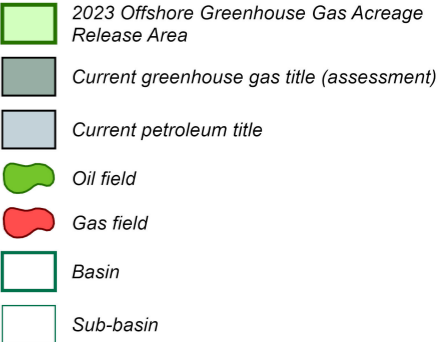 2023 Offshore Greenhouse Gas Acreage
Release Area
Current greenhouse gas title (assessment)
Current petroleum title
Oil field
Gas field
Basin
Sub-basin